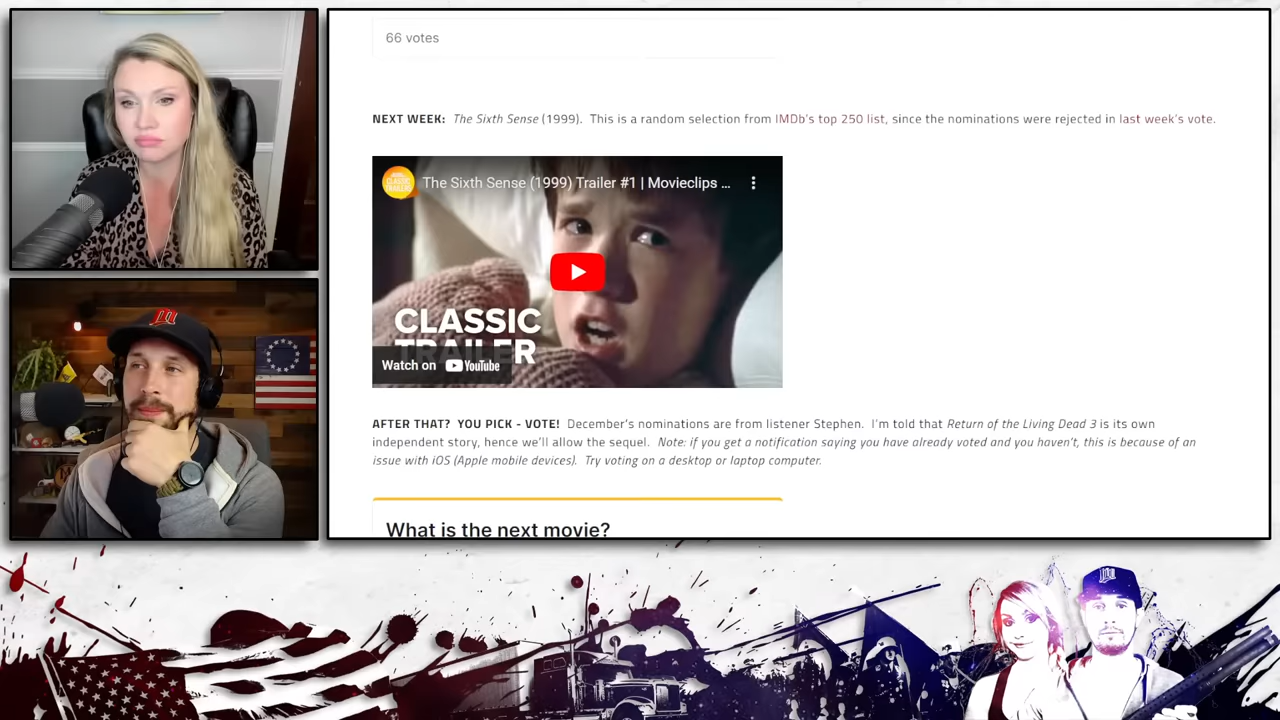 66 votes
NEXT WEEK: The Sixth Sense (1999). This is a random selection from IMDb's top 250 list, since the nominations were rejected in last week's vote.
The Sixth Sense (1999) Trailer #1 | Movieclips ...
CLASSIC
TRAILER
Watch on YouTube
AFTER THAT? YOU PICK - VOTE! December's nominations are from listener Stephen. I'm told that Return of the Living Dead 3 is its own
independent story, hence we'll allow the sequel. Note: if you get a notification saying you have already voted and you haven't, this is because of an
issue with iOS (Apple mobile devices). Try voting on a desktop or laptop computer.
What is the next movie?